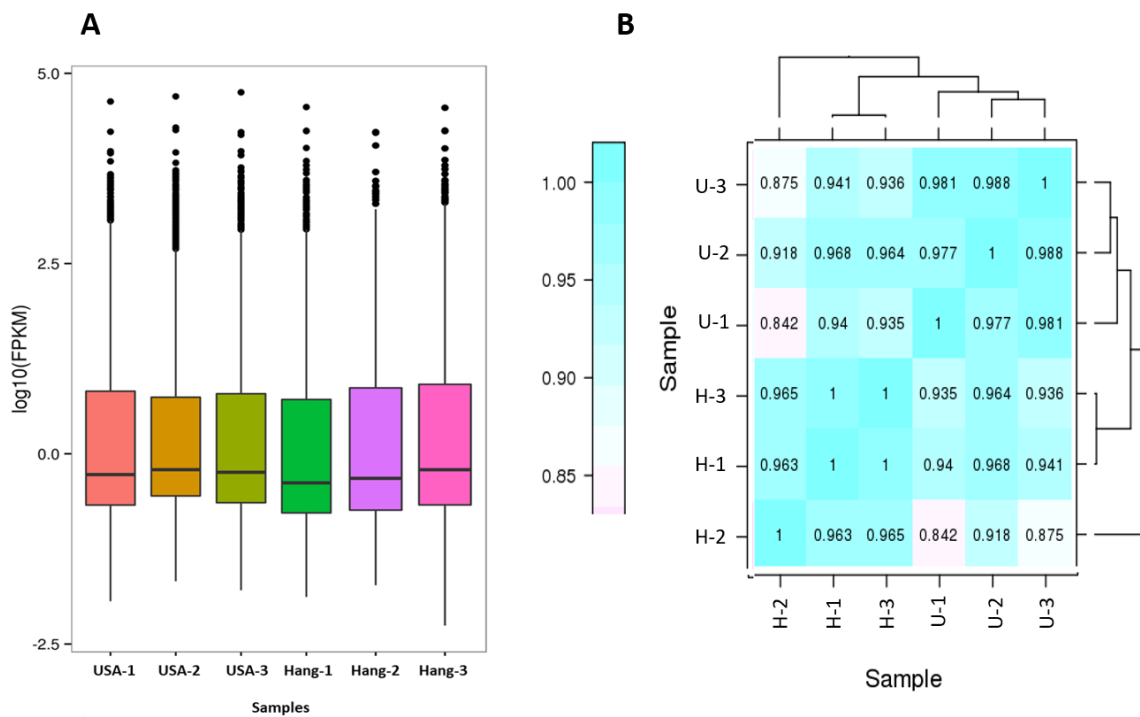 A
B
5.0
2.5
0.0
-2.5
log10(FPKM)
USA-1 USA-2 USA-3 Hang-1 Hang-2 Hang-3
Samples
1.00
0.95
0.90
0.85
Sample
U-3 0.875 0.941 0.936 0.981 0.988 1
U-2 0.918 0.968 0.964 0.977 1 0.988
U-1 0.842 0.94 0.935 1 0.977 0.981
H-3 0.965 1 1 0.935 0.964 0.936
H-1 0.963 1 1 0.94 0.968 0.941
H-2 1 0.963 0.965 0.842 0.918 0.875
H-2 H-1 H-3 U-1 U-2 U-3
Sample